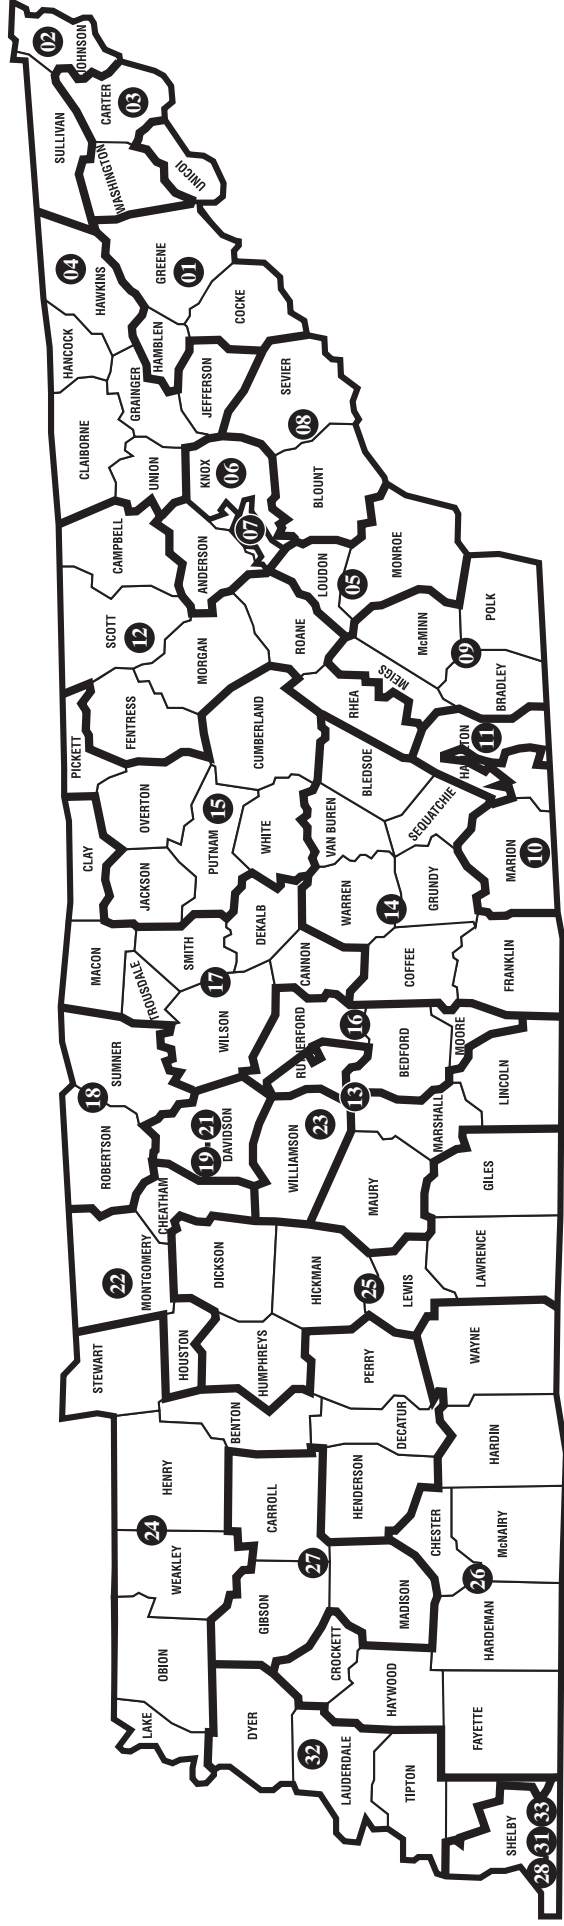 02
JOHNSON
CARTER
03
SULLIVAN
WASHINGTON
UNICOI
04
HAWKINS
GREENE
01
COCKE
HANCOCK
HAMBLEN
GRAINGER
JEFFERSON
SEVIER
08
CLAIBORNE
UNION
KNOX
06
BLOUNT
CAMPBELL
ANDERSON
07
LOUDON
05
MONROE
SCOTT
12
MORGAN
ROANE
McMINN
09
POLK
MEIGS
BRADLEY
PICKETT
FENTRESS
CUMBERLAND
RHEA
HAMILTON
11
OVERTON
PUTNAM
15
WHITE
BLEDSOE
VAN BUREN
SEQUATCHIE
CLAY
JACKSON
DEKALB
WARREN
14
GRUNDY
MARION
10
MACON
TROUSDALE
SMITH
17
WILSON
CANNON
COFFEE
FRANKLIN
SUMNER
18
ROBERTSON
RUTHERFORD
16
BEDFORD
MOORE
LINCOLN
19-21
DAVIDSON
WILLIAMSON
23
13
MARSHALL
CHEATHAM
MAURY
GILES
22
MONTGOMERY
DICKSON
HICKMAN
25
LEWIS
LAWRENCE
STEWART
HOUSTON
HUMPHREYS
PERRY
WAYNE
BENTON
DECATUR
HARDIN
HENRY
24
WEAKLEY
CARROLL
HENDERSON
CHESTER
McNAIRY
27
GIBSON
MADISON
26
HARDEMAN
OBION
LAKE
CROCKETT
HAYWOOD
FAYETTE
DYER
32
LAUDERDALE
TIPTON
SHELBY
28
31
33